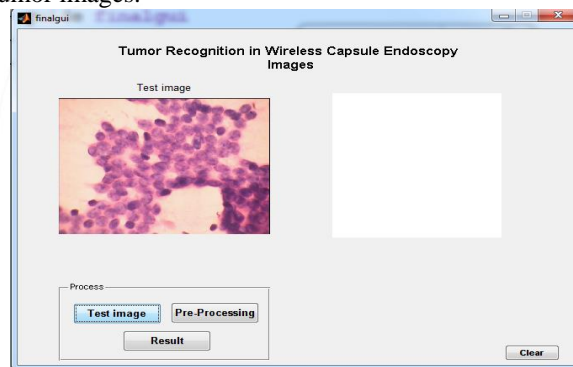 tumor images.
finalgui
Tumor Recognition in Wireless Capsule Endoscopy
Images
Test image
Process
Test image Pre-Processing
Result
Clear